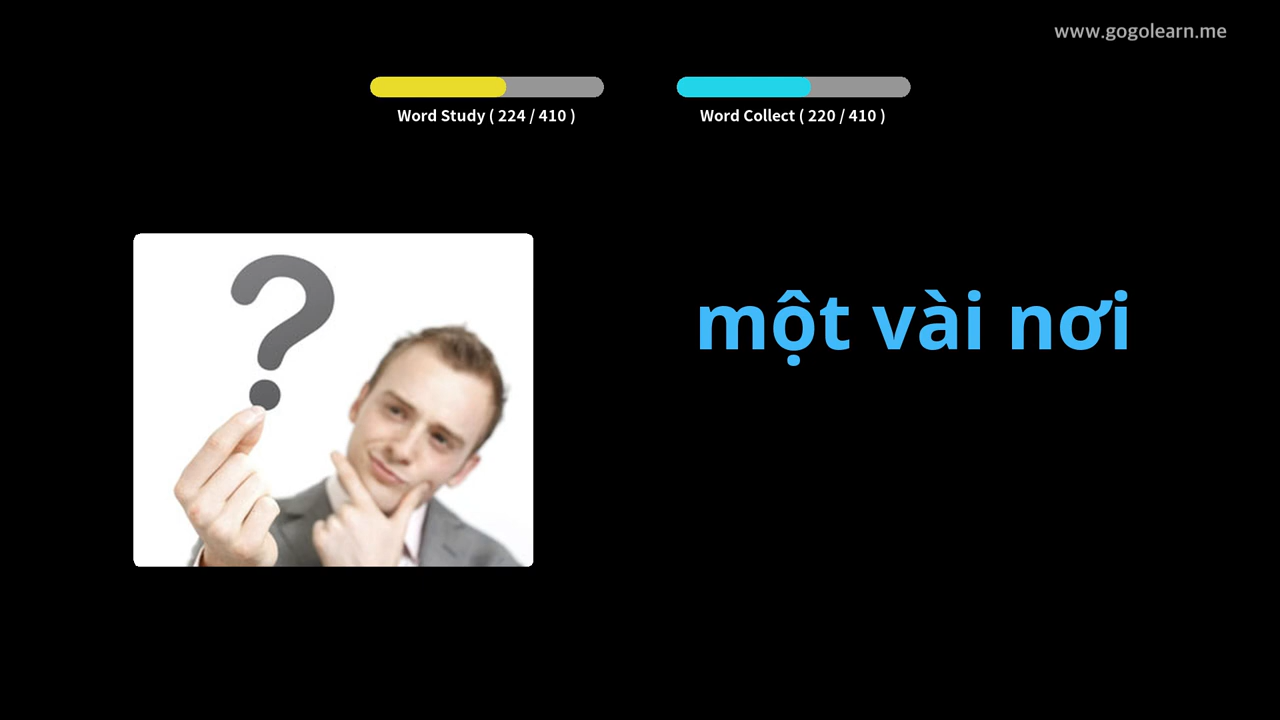 www.gogolearn.me
Word Study ( 224 / 410 )
Word Collect ( 220 / 410 )
?
một vài nơi